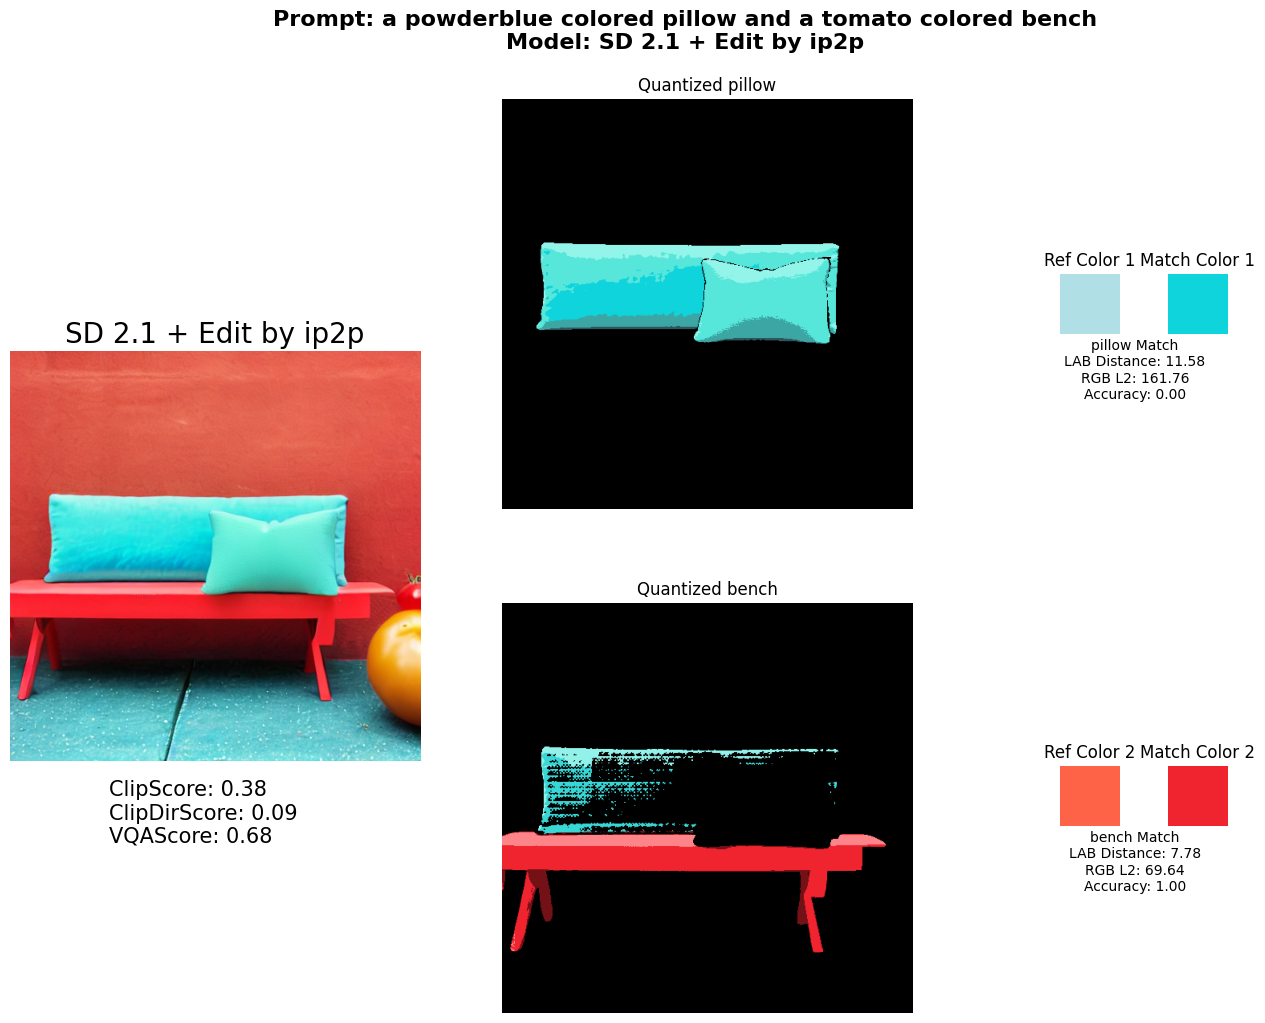 Prompt: a powderblue colored pillow and a tomato colored bench
Model: SD 2.1 + Edit by ip2p
Quantized pillow
Ref Color 1 Match Color 1
pillow Match
LAB Distance: 11.58
RGB L2: 161.76
Accuracy: 0.00
SD 2.1 + Edit by ip2p
Quantized bench
Ref Color 2 Match Color 2
bench Match
LAB Distance: 7.78
RGB L2: 69.64
Accuracy: 1.00
ClipScore: 0.38
ClipDirScore: 0.09
VQAScore: 0.68